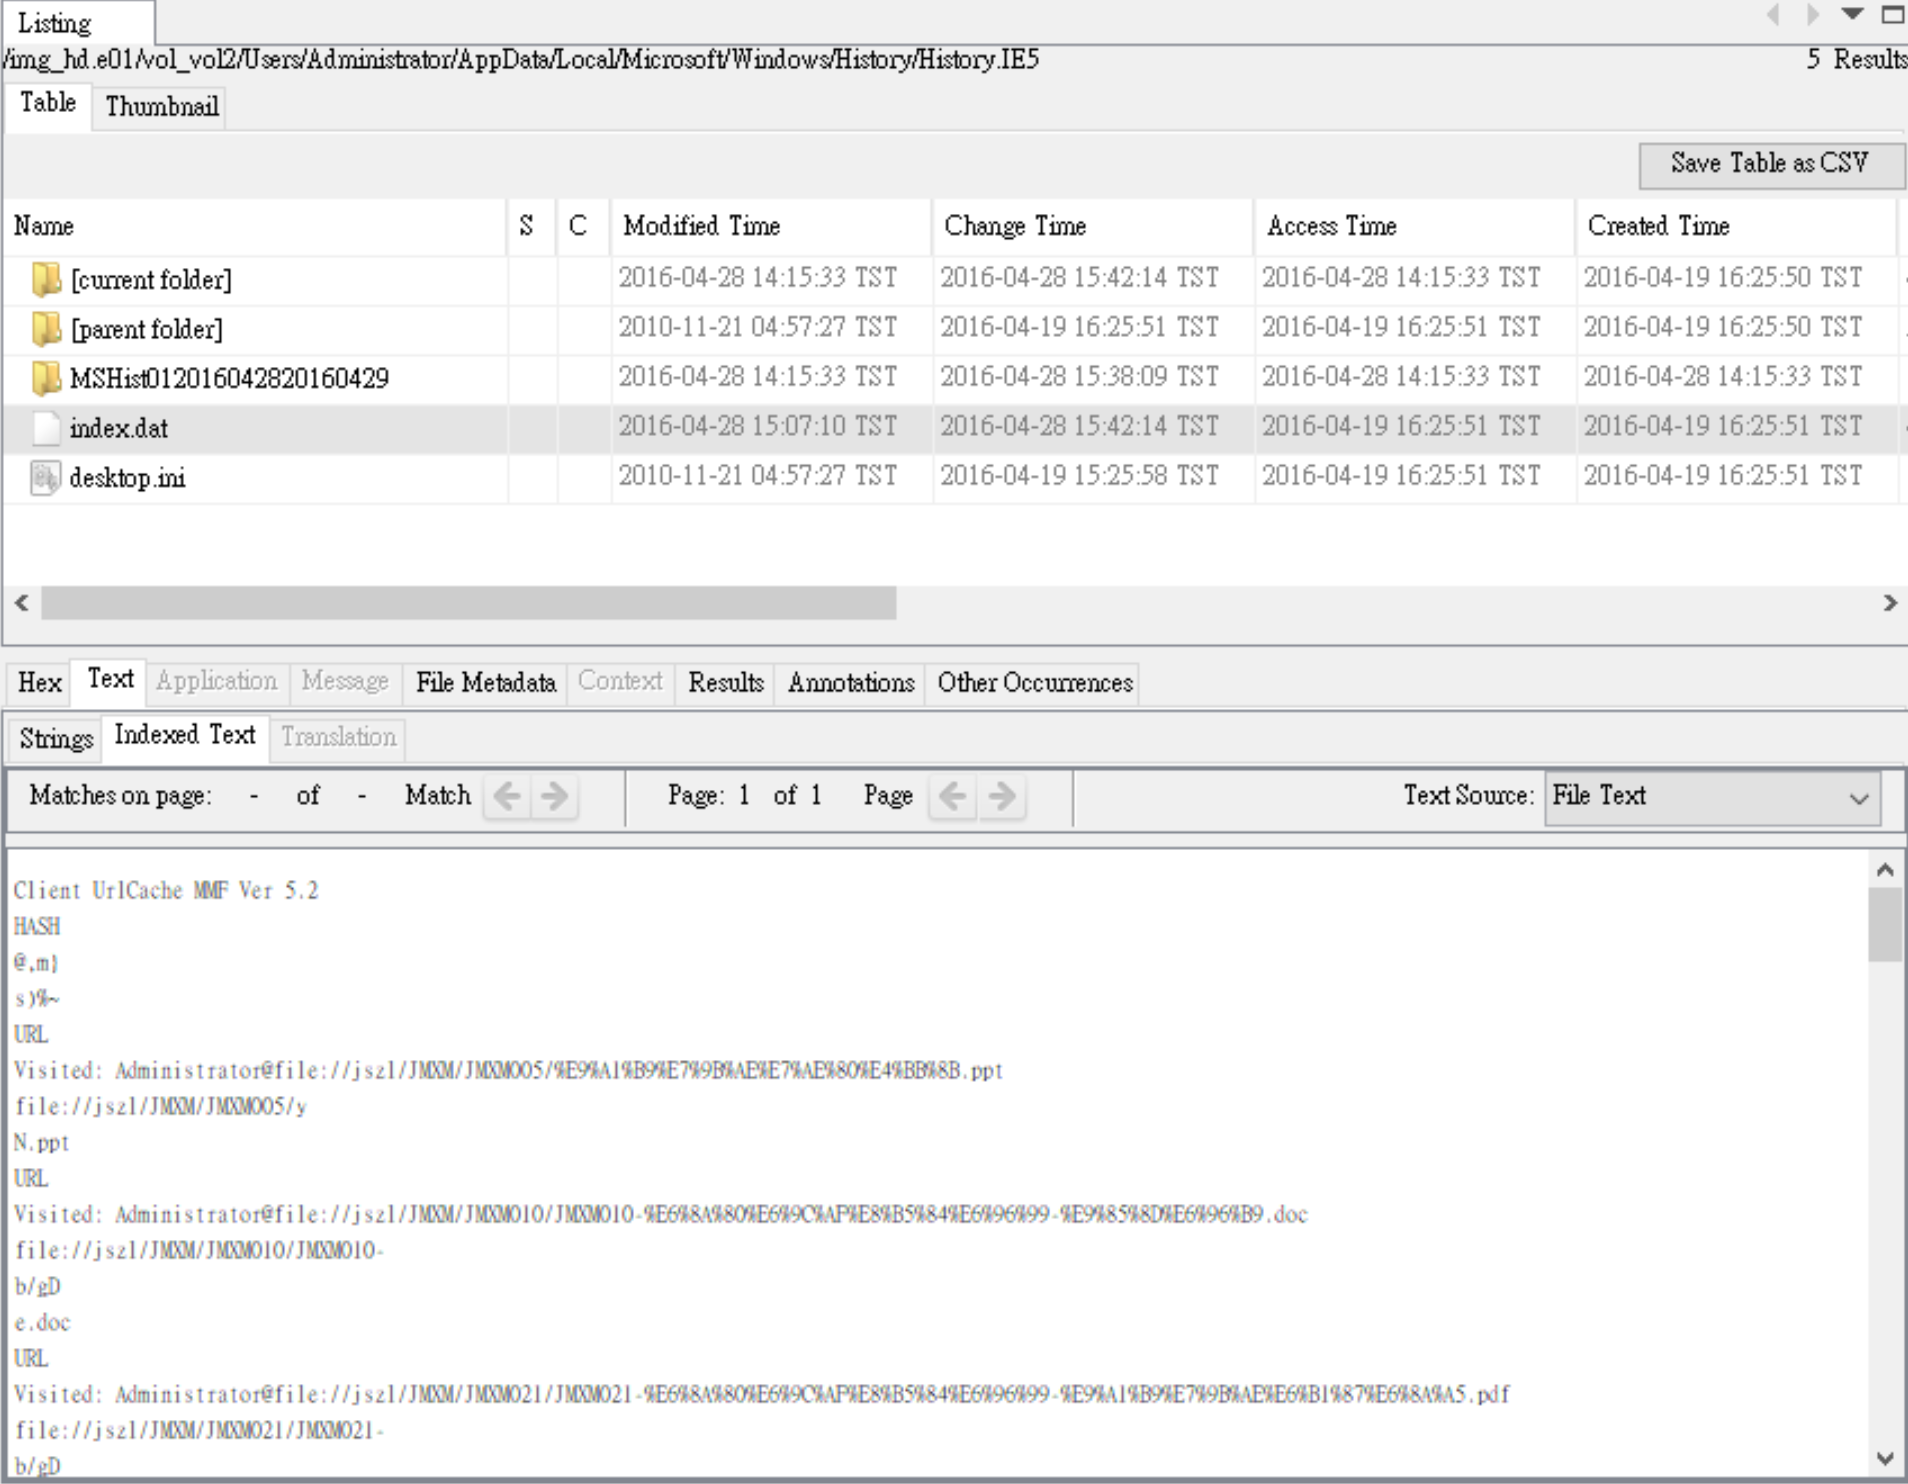 Listing
/img_hd.e01/vol_vol2/Users/Administrator/AppData/Local/Microsoft/Windows/History/History.IE5 5 Results
Table Thumbnail
Save Table as CSV
Name S C Modified Time Change Time Access Time Created Time
[current folder] 2016-04-28 14:15:33 TST 2016-04-28 15:42:14 TST 2016-04-28 14:15:33 TST 2016-04-19 16:25:50 TST
[parent folder] 2010-11-21 04:57:27 TST 2016-04-19 16:25:51 TST 2016-04-19 16:25:51 TST 2016-04-19 16:25:50 TST
MSHist012016042820160429 2016-04-28 14:15:33 TST 2016-04-28 15:38:09 TST 2016-04-28 14:15:33 TST 2016-04-28 14:15:33 TST
index.dat 2016-04-28 15:07:10 TST 2016-04-28 15:42:14 TST 2016-04-19 16:25:51 TST 2016-04-19 16:25:51 TST
desktop.ini 2010-11-21 04:57:27 TST 2016-04-19 15:25:58 TST 2016-04-19 16:25:51 TST 2016-04-19 16:25:51 TST
Hex Text Application Message File Metadata Context Results Annotations Other Occurrences
Strings Indexed Text Translation
Matches on page: - of - Match Page: 1 of 1 Page Text Source: File Text
Client UrlCache MMF Ver 5.2
HASH
@,m}
s)%~
URL
Visited: Administrator@file://jszl/JMXM/JMXM005/%E9%A1%B9%E7%9B%AE%E7%AE%80%E4%BB%8B.ppt
file://jszl/JMXM/JMXM005/y
N.ppt
URL
Visited: Administrator@file://jszl/JMXM/JMXM010/JMXM010-%E6%8A%80%E6%9C%AF%E8%B5%84%E6%96%99-%E9%85%8D%E6%96%B9.doc
file://jszl/JMXM/JMXM010/JMXM010-
b/gD
e.doc
URL
Visited: Administrator@file://jszl/JMXM/JMXM021/JMXM021-%E6%8A%80%E6%9C%AF%E8%B5%84%E6%96%99-%E9%A1%B9%E7%9B%AE%E6%B1%87%E6%8A%A5.pdf
file://jszl/JMXM/JMXM021/JMXM021-
b/gD